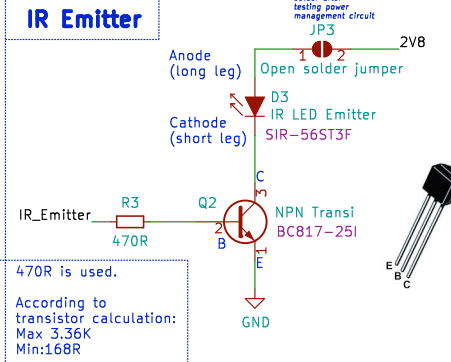 solder after
testing power
management circuit
IR Emitter
JP3
1 2
2V8
Open solder jumper
Anode
(long leg)
D3
IR LED Emitter
SIR-56ST3F
Cathode
(short leg)
C
3
R3
Q2
NPN Transi
BC817-25I
IR_Emitter
470R
2
B
1
E
GND
E
B
C
470R is used.
According to
transistor calculation:
Max 3.36K
Min:168R